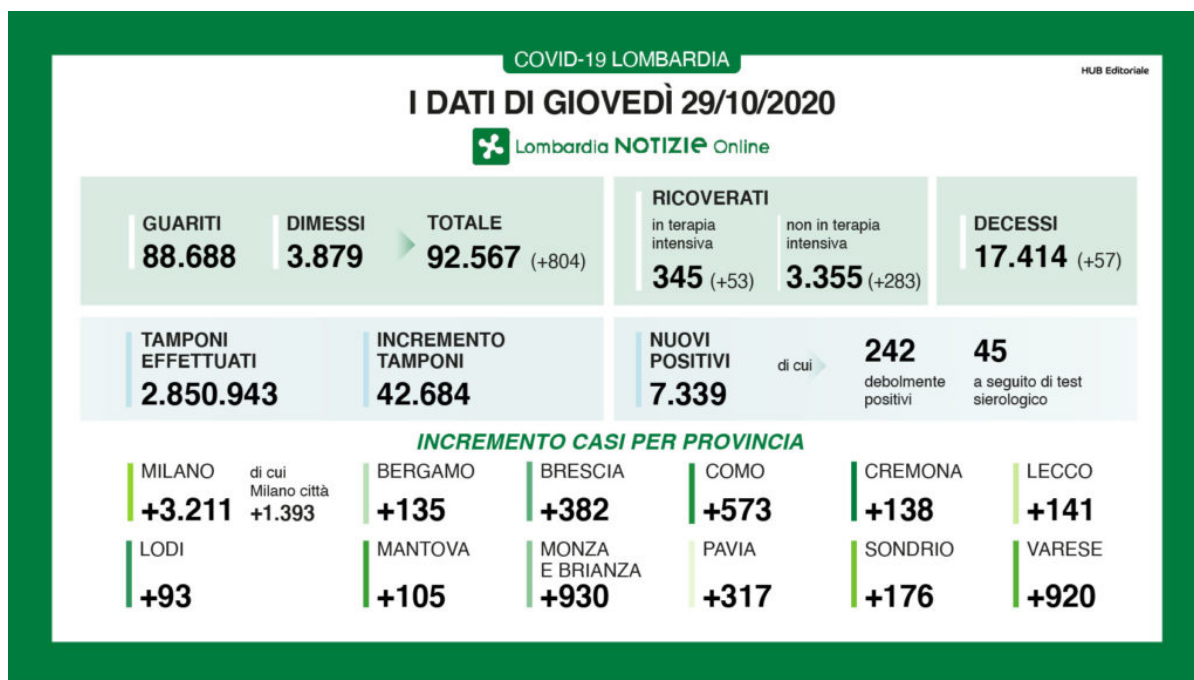 COVID-19 LOMBARDIA
HUB Editoriale
I DATI DI GIOVEDÌ 29/10/2020
Lombardia NOTIZIE Online
GUARITI
88.688
DIMESSI
3.879
TOTALE
92.567 (+804)
RICOVERATI
in terapia
intensiva
345 (+53)
non in terapia
intensiva
3.355 (+283)
DECESSI
17.414 (+57)
TAMPONI
EFFETTUATI
2.850.943
INCREMENTO
TAMPONI
42.684
NUOVI
POSITIVI
7.339
di cui
242
debolmente
positivi
45
a seguito di test
sierologico
INCREMENTO CASI PER PROVINCIA
MILANO
+3.211
di cui
Milano città
+1.393
BERGAMO
+135
BRESCIA
+382
COMO
+573
CREMONA
+138
LECCO
+141
LODI
+93
MANTOVA
+105
MONZA
E BRIANZA
+930
PAVIA
+317
SONDRIO
+176
VARESE
+920